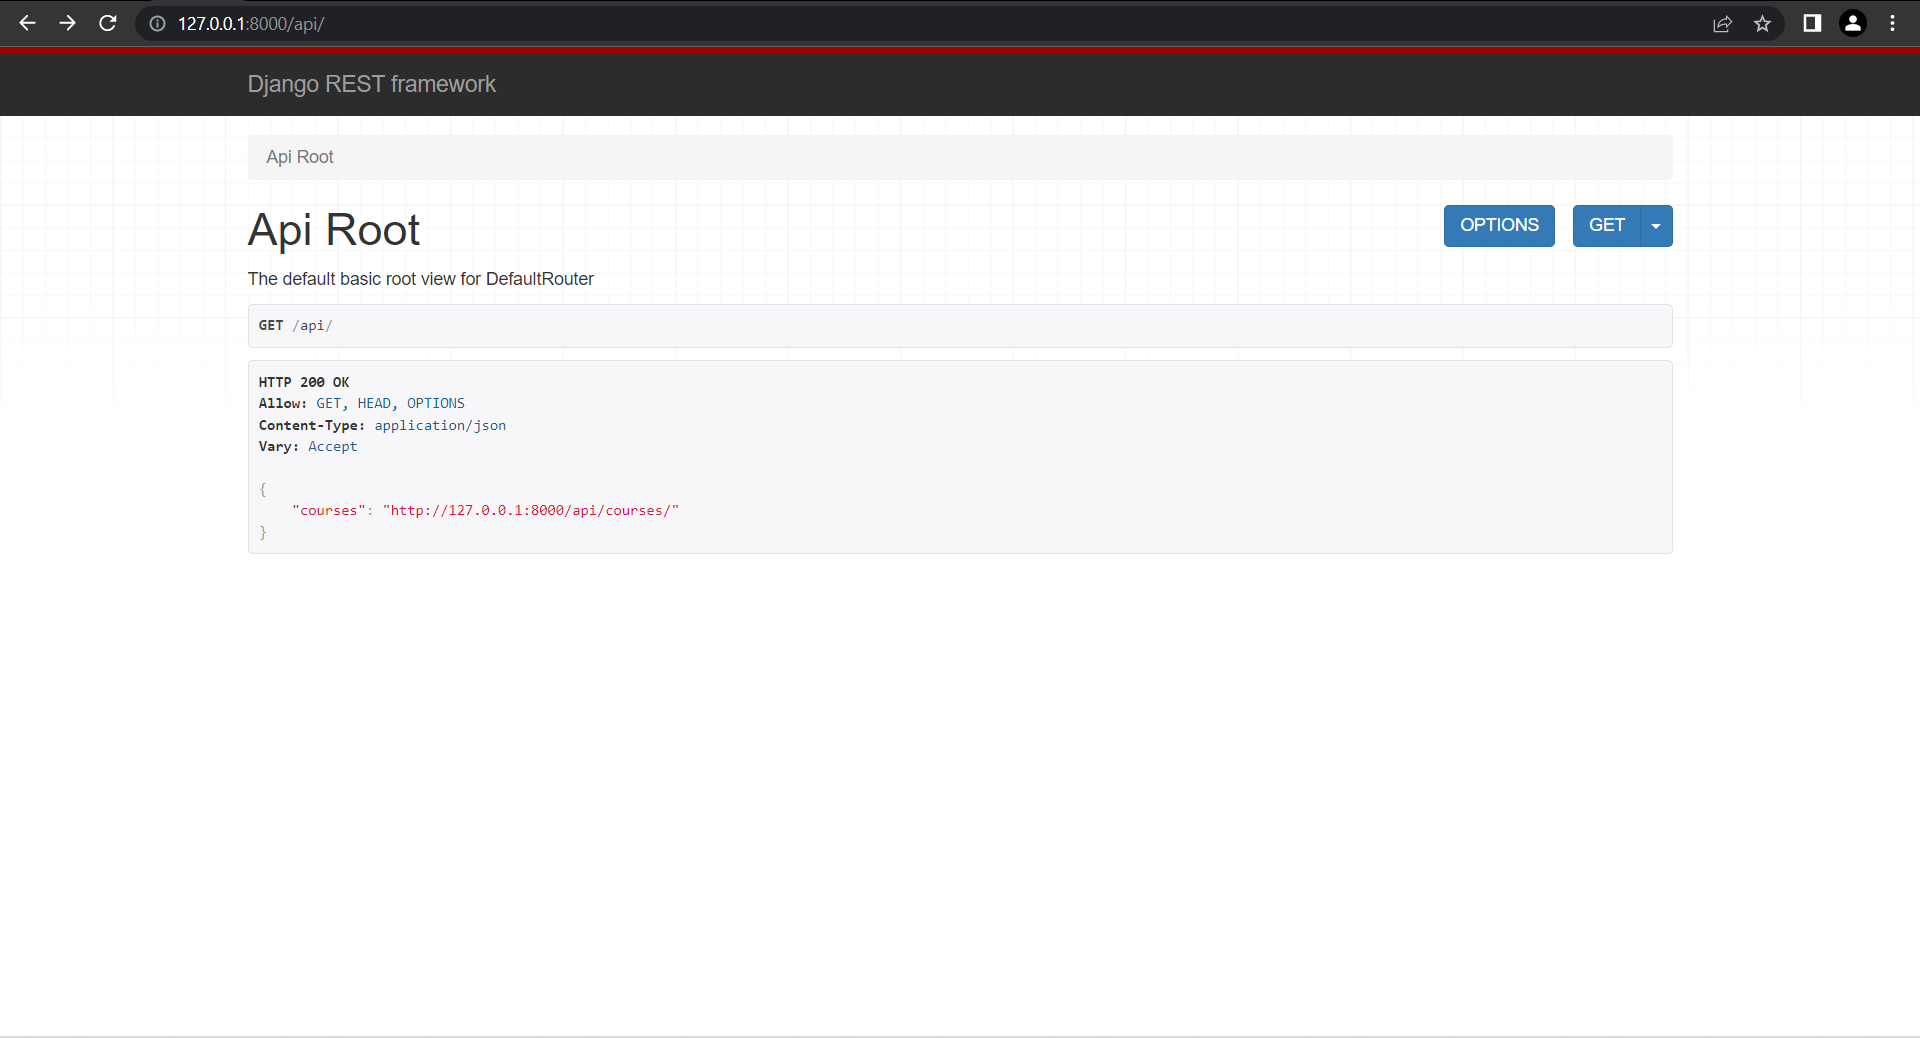 127.0.0.1:8000/api/
Django REST framework
Api Root
Api Root
OPTIONS GET
The default basic root view for DefaultRouter
GET /api/
HTTP 200 OK
Allow: GET, HEAD, OPTIONS
Content-Type: application/json
Vary: Accept
{
    "courses": "http://127.0.0.1:8000/api/courses/"
}